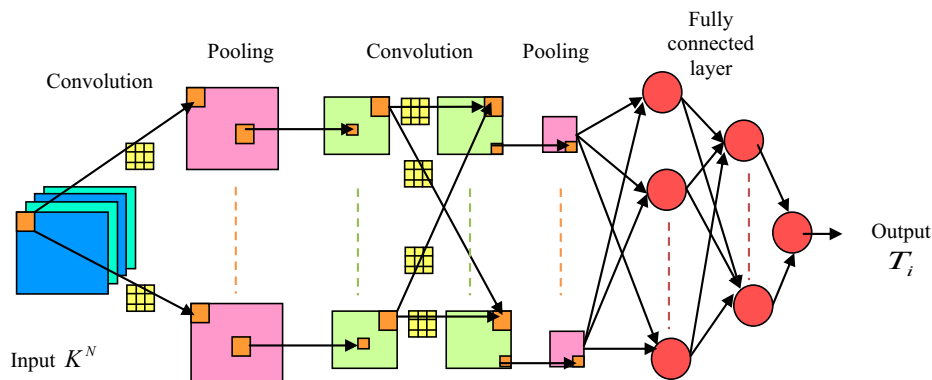 Convolution
Pooling
Convolution
Pooling
Fully
connected
layer
Input K^N
Output
T_i